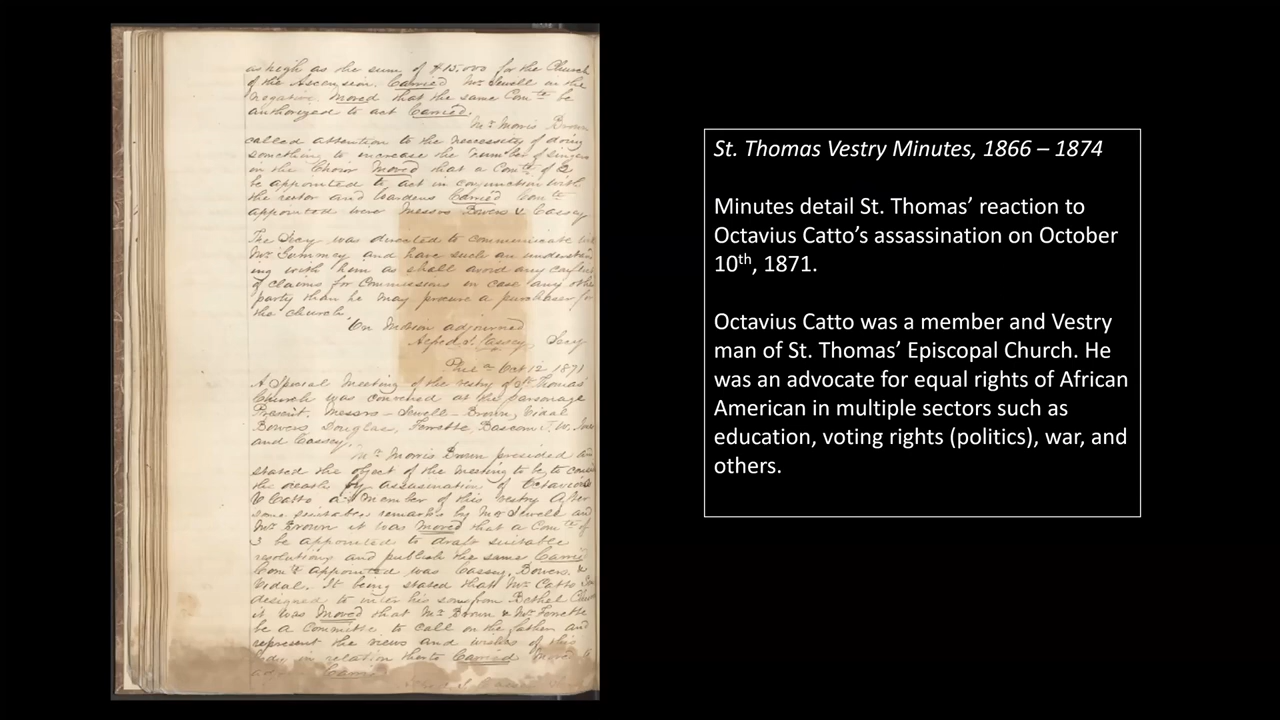 as high as the sum of $15.000 for the Church
of the Ascension. Carried Mr Sewell in the
negative. Moved that the same Comte be
authorized to act Carried.
Mr Morris Brown
called attention to the necessity of doing
something to increase the number of singers
in the Choir Moved that a Comte of 2
be appointed to act in conjunction with
the rector and Wardens Carried Comte
appointed were Messrs Bowers & Cassey
The Secy was directed to communicate
Mr Gummey and have such an understan
ing with him as shall avoid any
of claims for Commissions in case any othe
party than he may procure a purchaser for
the church.
On Motion adjourned
Alfred S. Cassey, Secy
Phila Oct 12 1871
A Special Meeting of the vestry of St Thomas'
Church was convened at the parsonage
Present. Messrs – Sewell – Brown, Vidal
Bowers, Douglas, Ferrette, Bascom J. W.
and Cassey.
Mr Morris Brown presided
stated the object of the meeting to be to
the death by assassination of Octavius
V Catto a Member of this vestry After
some suitable remarks by Mr Sewell and
Mr Brown it was Moved that a Comte of
3 be appointed to draft suitable
resolutions and publish the same Carried
Comte appointed was Cassey, Bowers &
Vidal. It being stated that Mr Catto
designed to inter his son from Bethel
it was Moved that Mr Brown & Mr Ferrette
be a Committe to call on the father and
represent the views and wishes of this
body in relation thereto Carried
St. Thomas Vestry Minutes, 1866 – 1874
Minutes detail St. Thomas’ reaction to
Octavius Catto’s assassination on October
10th, 1871.
Octavius Catto was a member and Vestry
man of St. Thomas’ Episcopal Church. He
was an advocate for equal rights of African
American in multiple sectors such as
education, voting rights (politics), war, and
others.